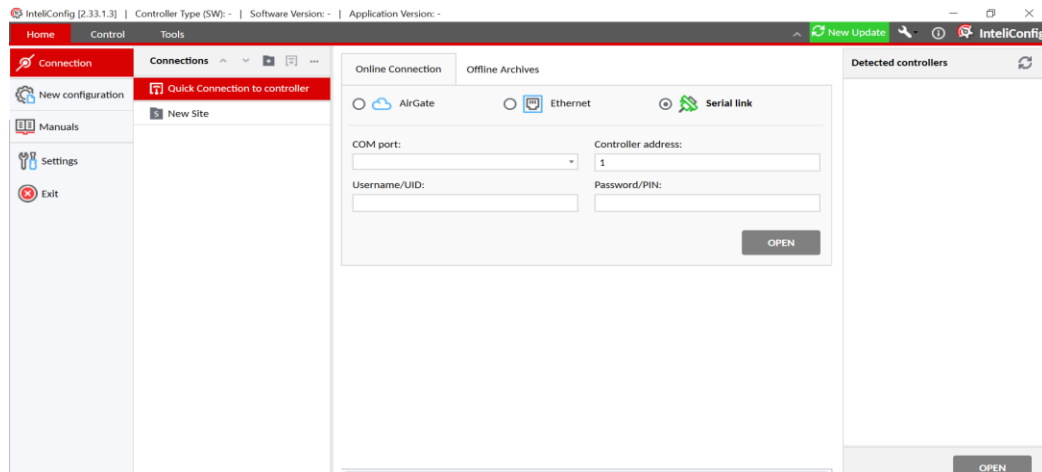 InteliConfig [2.33.1.3] | Controller Type (SW): - | Software Version: - | Application Version: -
Home Control Tools New Update InteliConfig
Connection
New configuration
Manuals
Settings
Exit
Connections
Quick Connection to controller
S New Site
Online Connection Offline Archives
AirGate Ethernet Serial link
COM port: Controller address:
1
Username/UID: Password/PIN:
OPEN
Detected controllers
OPEN